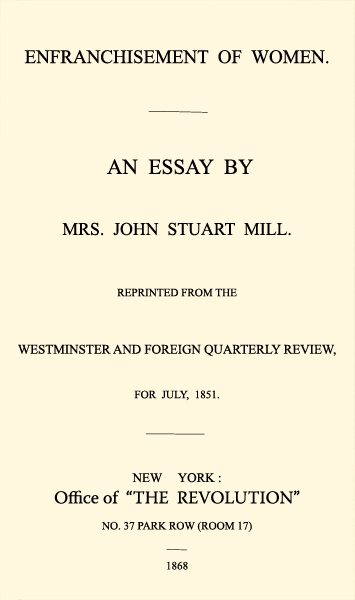 ENFRANCHISEMENT OF WOMEN.
AN ESSAY BY
MRS. JOHN STUART MILL.
REPRINTED FROM THE
WESTMINSTER AND FOREIGN QUARTERLY REVIEW,
FOR JULY, 1851.
NEW YORK:
Office of “THE REVOLUTION”
NO. 37 PARK ROW (ROOM 17)
1868